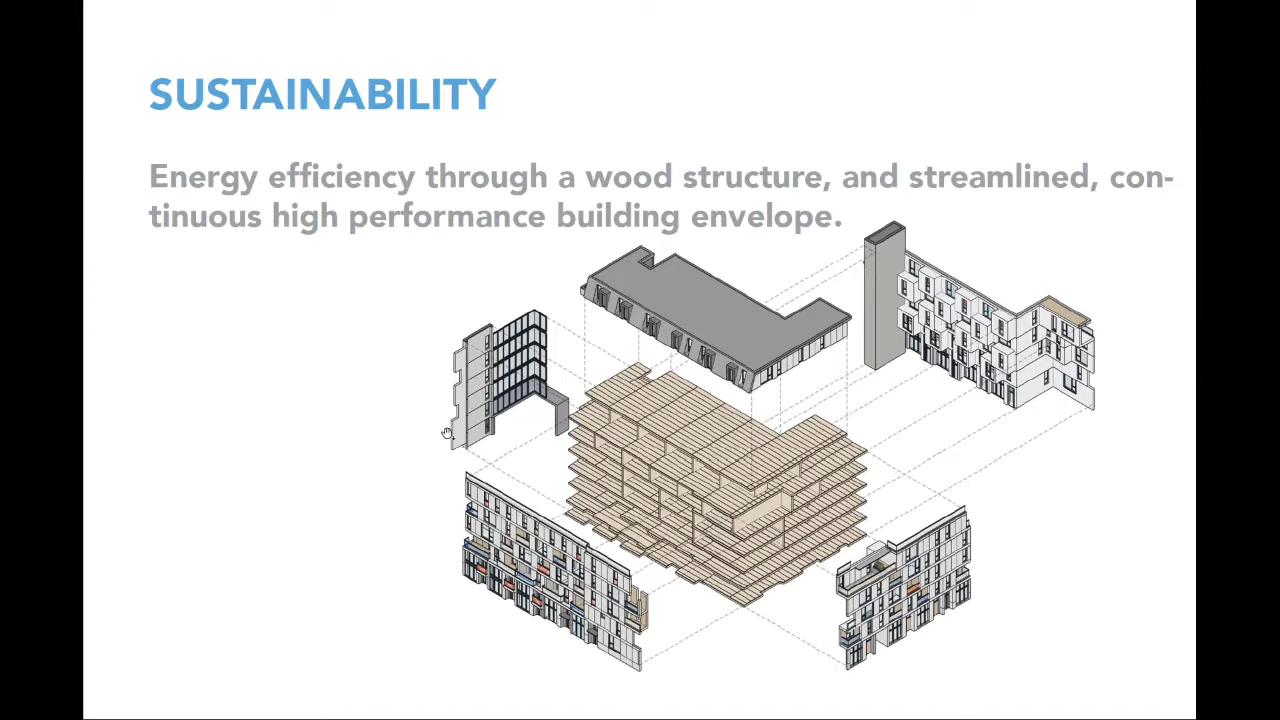 SUSTAINABILITY
Energy efficiency through a wood structure, and streamlined, con-
tinuous high performance building envelope.